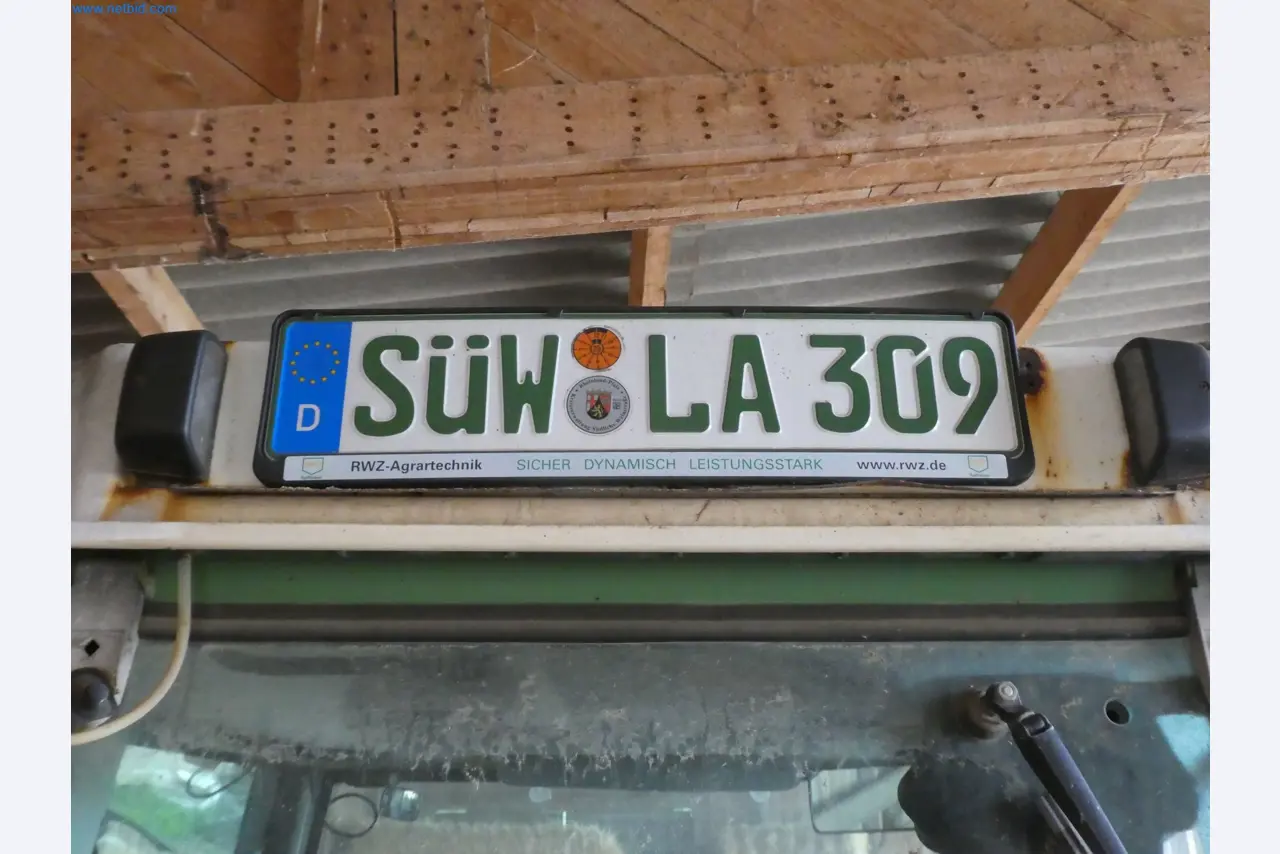 www.netbid.com
D SÜW LA 309
RWZ-Agrartechnik SICHER DYNAMISCH LEISTUNGSSTARK www.rwz.de